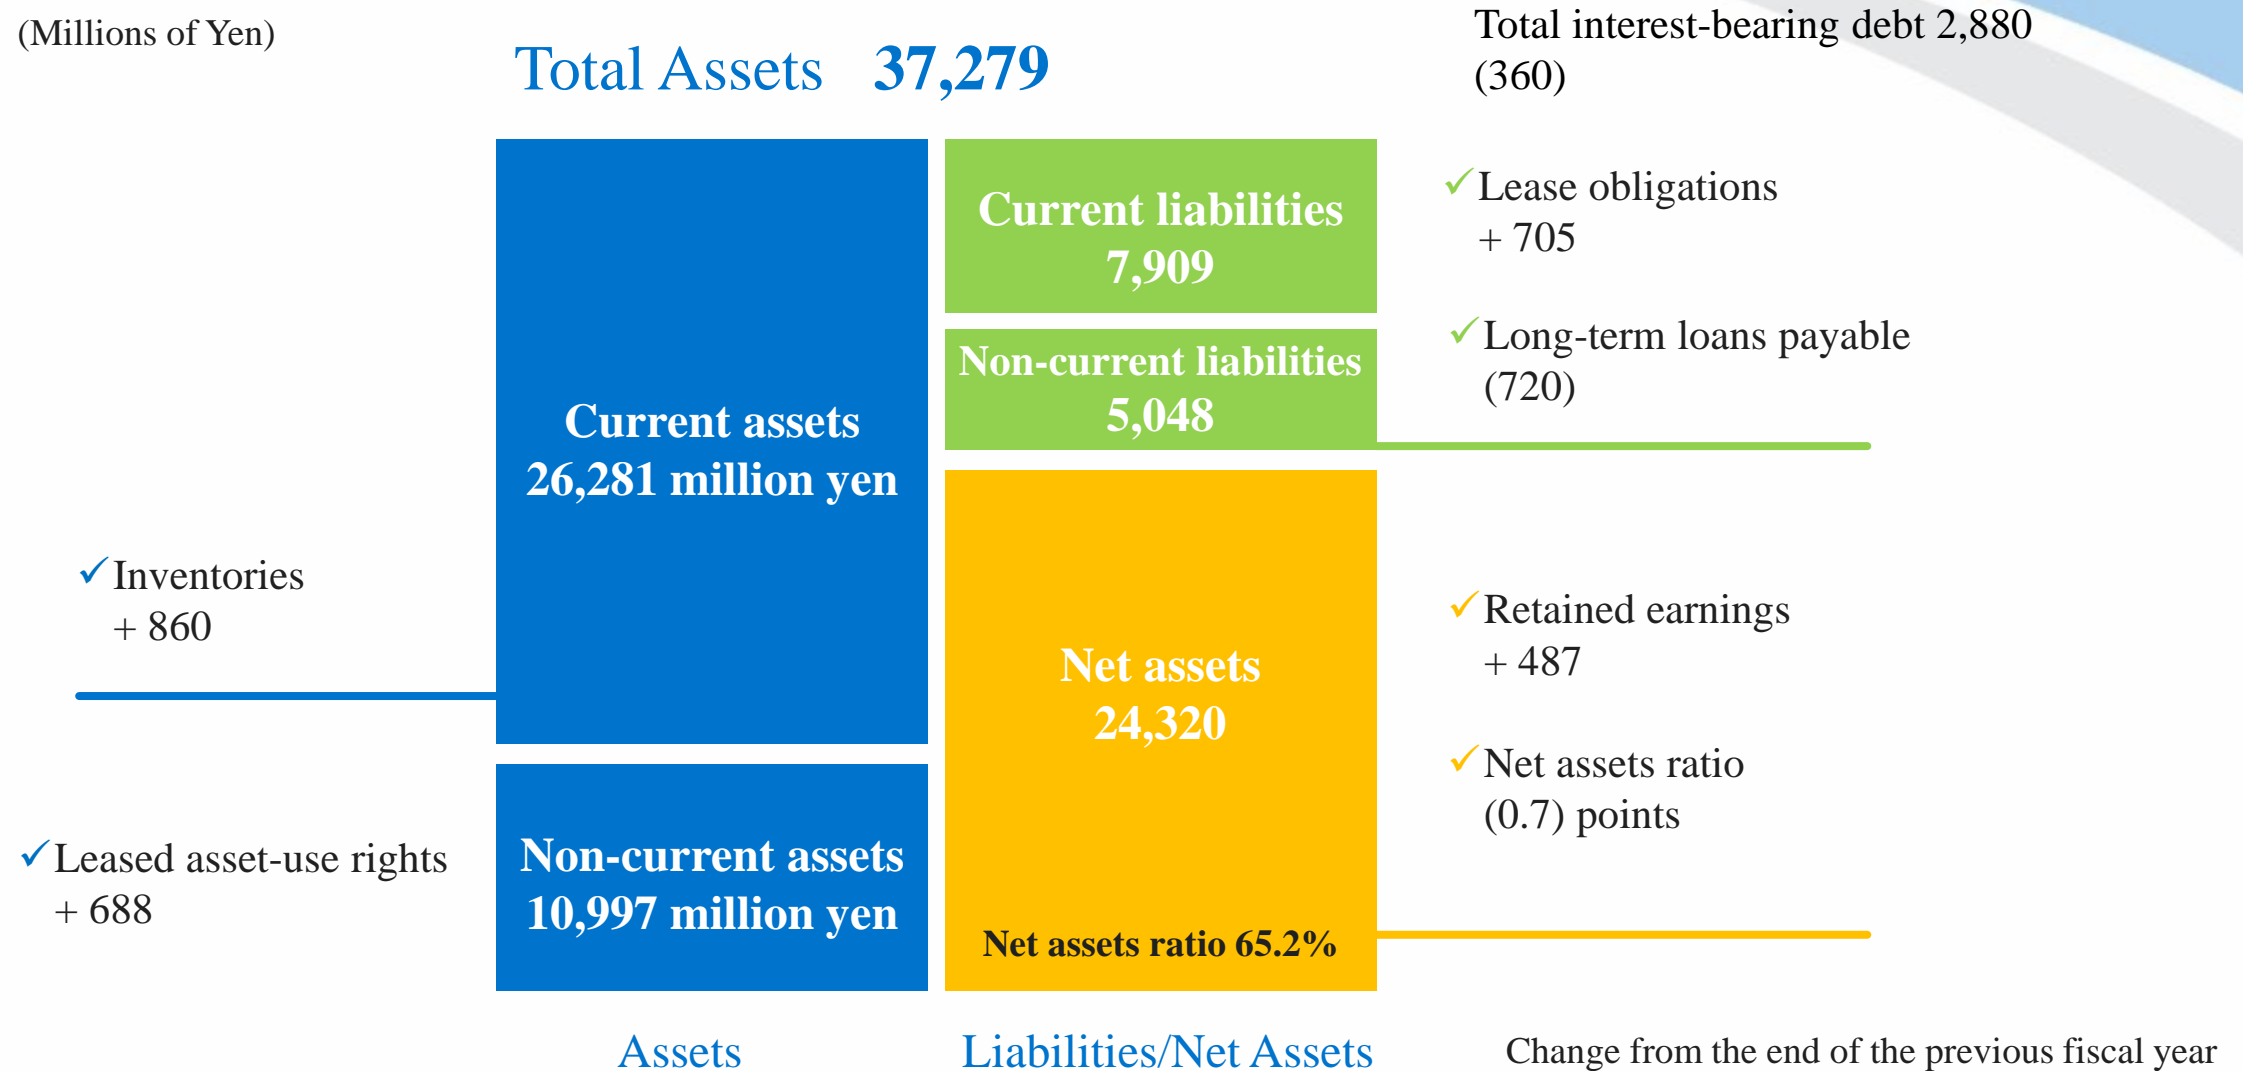 (Millions of Yen)
Total Assets 37,279
Total interest-bearing debt 2,880
(360)
Current assets
26,281 million yen
✓Inventories
+ 860
Non-current assets
10,997 million yen
✓Leased asset-use rights
+ 688
Assets
Current liabilities
7,909
Non-current liabilities
5,048
✓Lease obligations
+ 705
✓Long-term loans payable
(720)
Net assets
24,320
Net assets ratio 65.2%
✓Retained earnings
+ 487
✓Net assets ratio
(0.7) points
Liabilities/Net Assets
Change from the end of the previous fiscal year